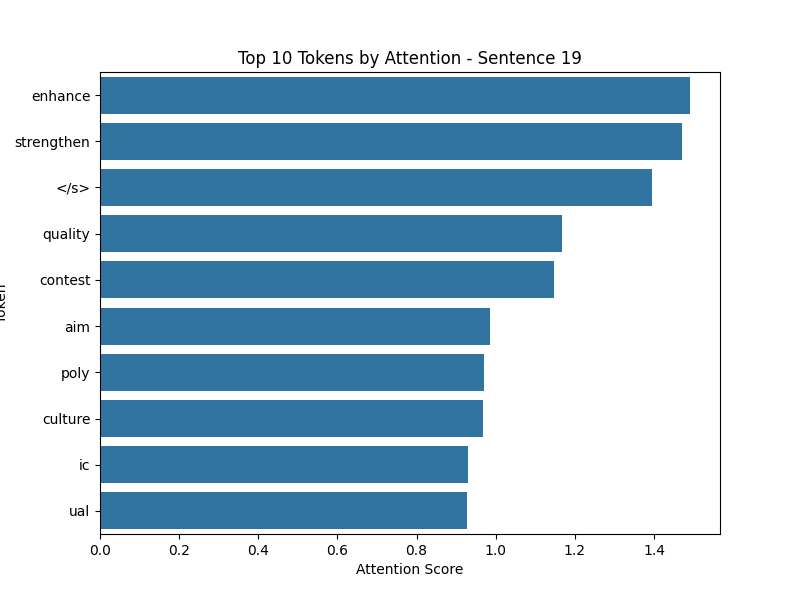 Top 10 Tokens by Attention - Sentence 19
enhance
strengthen
</s>
quality
contest
aim
poly
culture
ic
ual
0.0 0.2 0.4 0.6 0.8 1.0 1.2 1.4
Attention Score